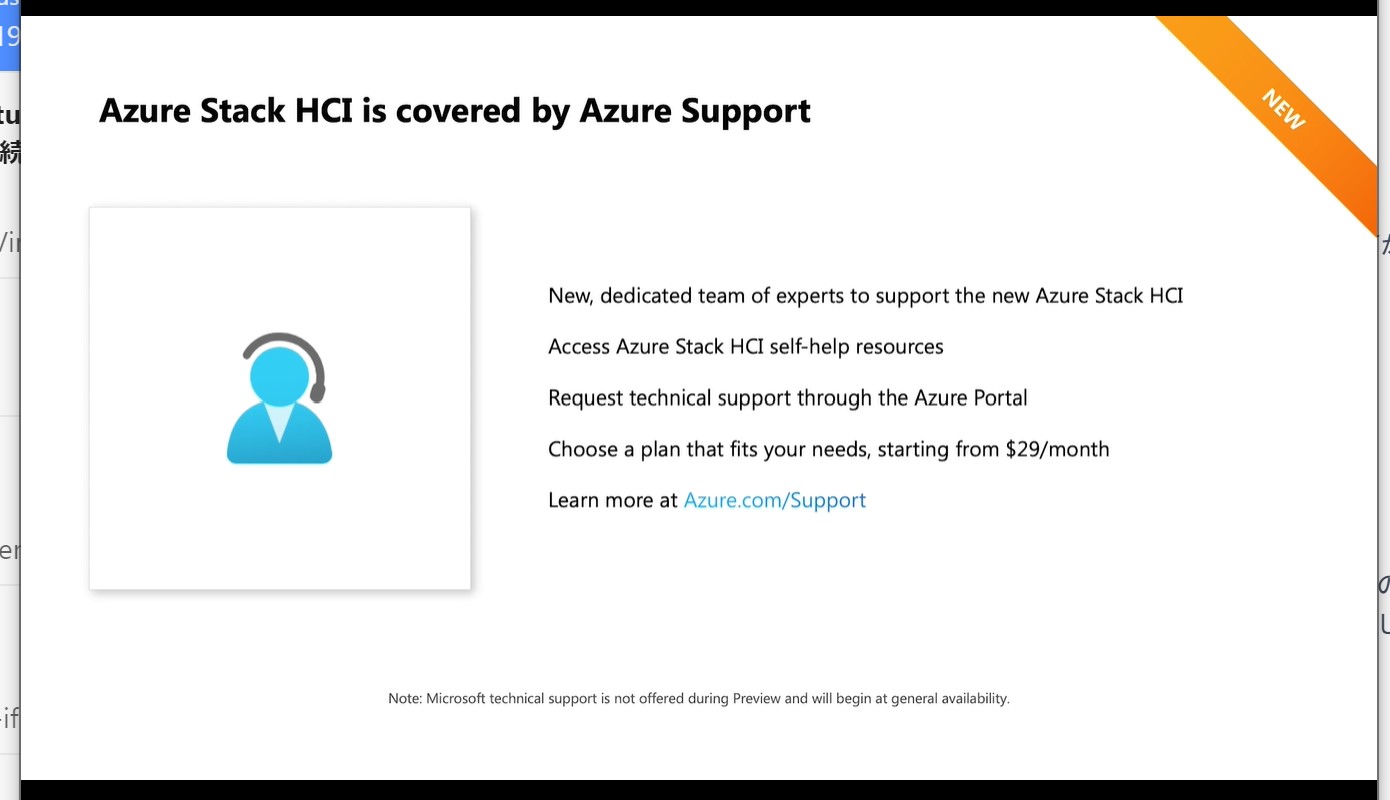 Azure Stack HCI is covered by Azure Support
NEW
New, dedicated team of experts to support the new Azure Stack HCI
Access Azure Stack HCI self-help resources
Request technical support through the Azure Portal
Choose a plan that fits your needs, starting from $29/month
Learn more at Azure.com/Support
Note: Microsoft technical support is not offered during Preview and will begin at general availability.